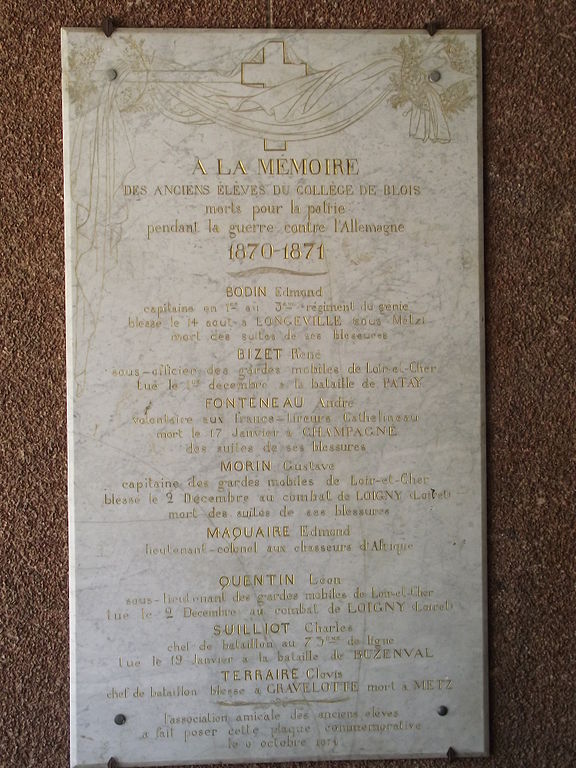 A LA MÉMOIRE
DES ANCIENS ÉLÈVES DU COLLÈGE DE BLOIS
morts pour la patrie
pendant la guerre contre l'Allemagne
1870-1871
BODIN Edmond
capitaine en 1er au 3ème régiment du genie
blessé le 14 aout a LONGEVILLE (sous Metz)
mort des suites de ses blessures
BIZET René
sous-officier des gardes mobiles de Loir-et-Cher
tué le 1er decembre a la bataille de PATAY
FONTENEAU André
volontaire aux francs-tireurs Cathelineau
mort le 17 Janvier a CHAMPAGNE
des suites de ses blessures
MORIN Gustave
capitaine des gardes mobiles de Loir-et-Cher
blessé le 2 Décembre au combat de LOIGNY (Loiret)
mort des suites de ses blessures
MAQUAIRE Edmond
lieutenant-colonel aux chasseurs d'Afrique
QUENTIN Léon
sous-lieutenant des gardes mobiles de Loir-et-Cher
tué le 2 Decembre au combat de LOIGNY (Loiret)
SUILLIOT Charles
chef de bataillon au 73ème de ligne
tué le 19 Janvier a la bataille de BUZENVAL
TERRAIRE Clovis
chef de bataillon blessé a GRAVELOTTE mort a METZ
l'association amicale des anciens élèves
a fait poser cette plaque commemorative
le octobre